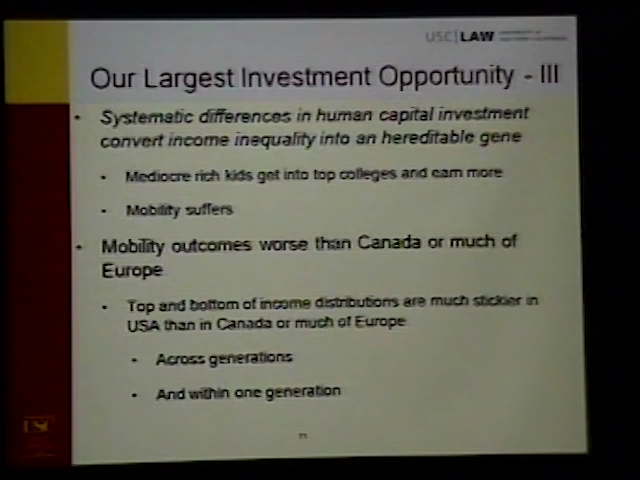 USC|LAW
Our Largest Investment Opportunity - III
• Systematic differences in human capital investment
convert income inequality into an hereditable gene
• Mediocre rich kids get into top colleges and earn more
• Mobility suffers
• Mobility outcomes worse than Canada or much of
Europe
• Top and bottom of income distributions are much stickier in
USA than in Canada or much of Europe
• Across generations
• And within one generation
USC
11